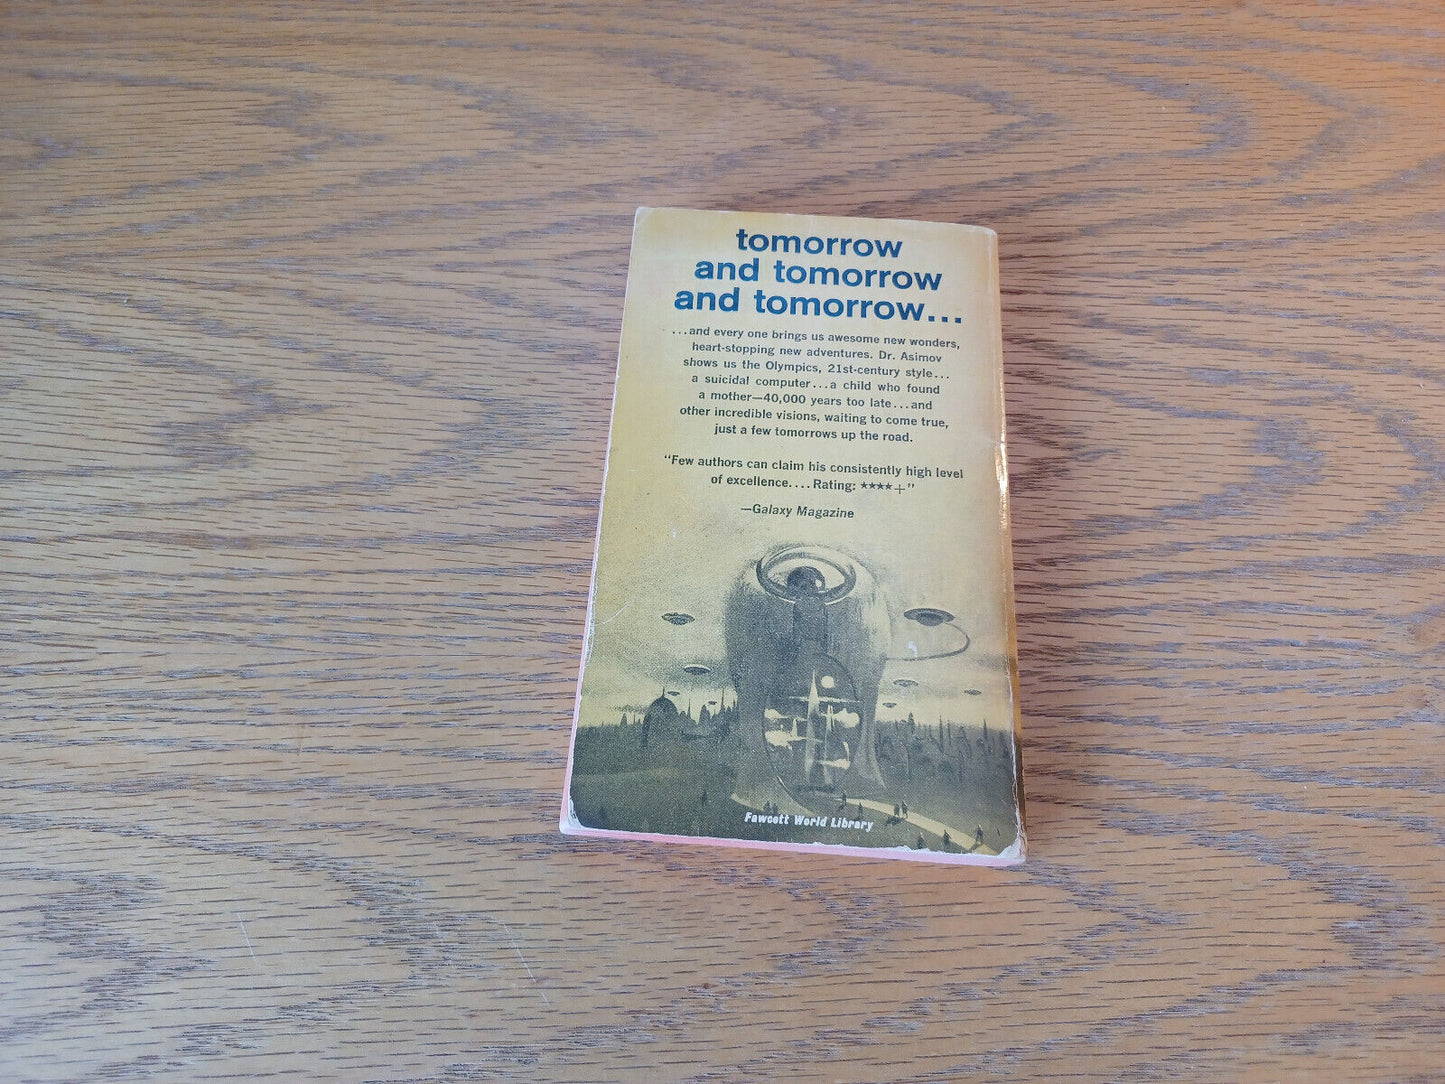 tomorrow
and tomorrow
and tomorrow...
...and every one brings us awesome new wonders,
heart-stopping new adventures. Dr. Asimov
shows us the Olympics, 21st-century style...
a suicidal computer...a child who found
a mother—40,000 years too late...and
other incredible visions, waiting to come true,
just a few tomorrows up the road.
"Few authors can claim his consistently high level
of excellence.... Rating: ★★★★+"
—Galaxy Magazine
Fawcett World Library